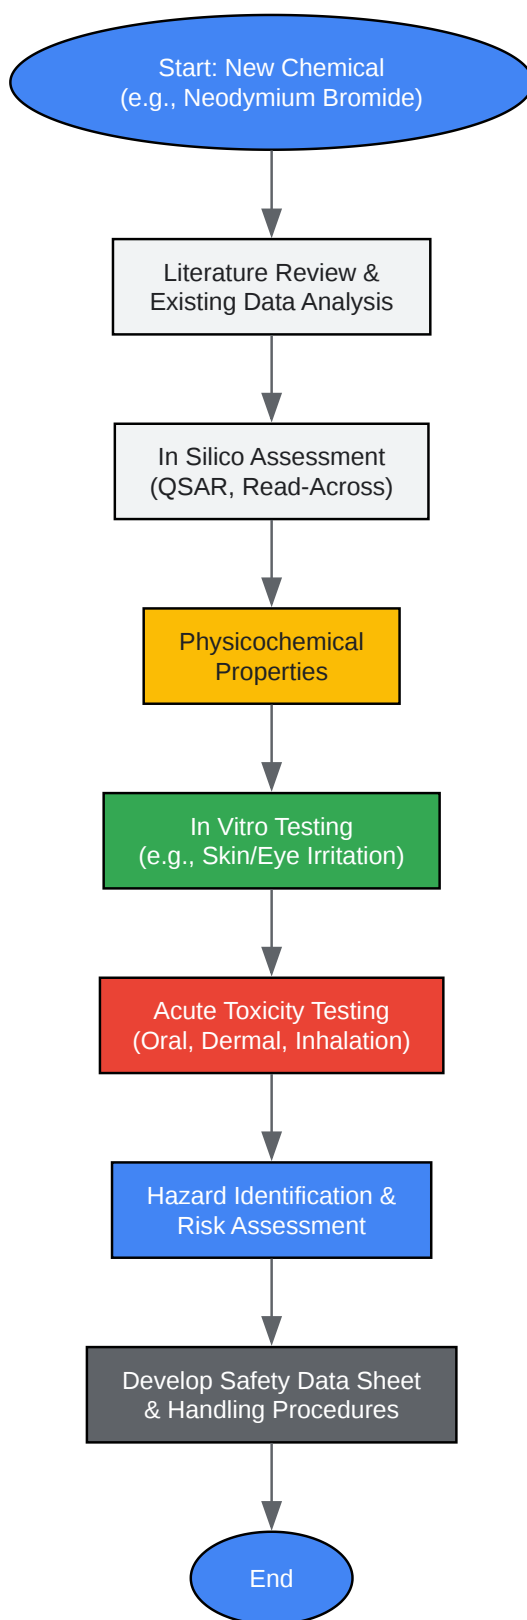 Start: New Chemical
(e.g., Neodymium Bromide)
Literature Review &
Existing Data Analysis
In Silico Assessment
(QSAR, Read-Across)
Physicochemical
Properties
In Vitro Testing
(e.g., Skin/Eye Irritation)
Acute Toxicity Testing
(Oral, Dermal, Inhalation)
Hazard Identification &
Risk Assessment
Develop Safety Data Sheet
& Handling Procedures
End